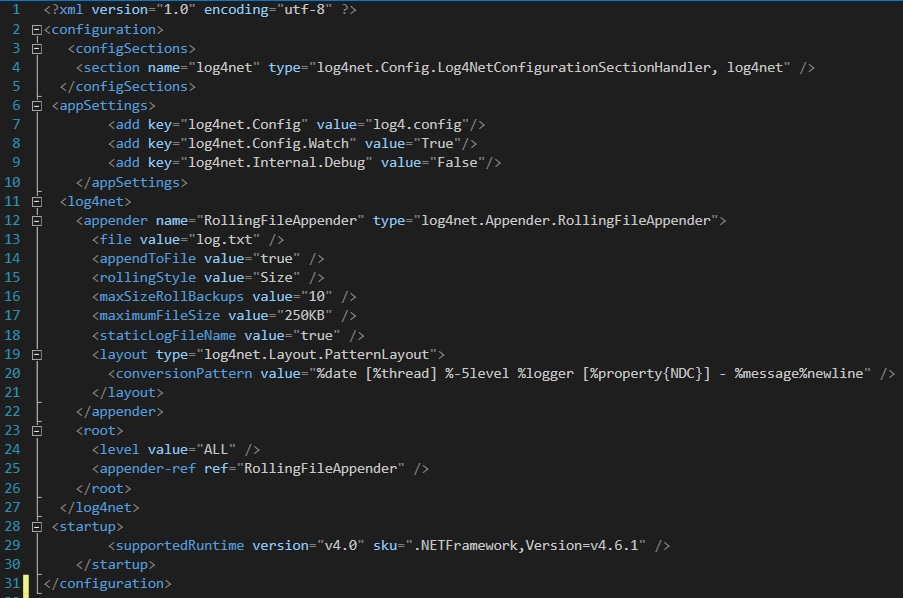 1 <?xml version="1.0" encoding="utf-8" ?>
2 <configuration>
3 <configSections>
4 <section name="log4net" type="log4net.Config.Log4NetConfigurationSectionHandler, log4net" />
5 </configSections>
6 <appSettings>
7 <add key="log4net.Config" value="log4.config"/>
8 <add key="log4net.Config.Watch" value="True"/>
9 <add key="log4net.Internal.Debug" value="False"/>
10 </appSettings>
11 <log4net>
12 <appender name="RollingFileAppender" type="log4net.Appender.RollingFileAppender">
13 <file value="log.txt" />
14 <appendToFile value="true" />
15 <rollingStyle value="Size" />
16 <maxSizeRollBackups value="10" />
17 <maximumFileSize value="250KB" />
18 <staticLogFileName value="true" />
19 <layout type="log4net.Layout.PatternLayout">
20 <conversionPattern value="%date [%thread] %-5level %logger [%property{NDC}] - %message%newline" />
21 </layout>
22 </appender>
23 <root>
24 <level value="ALL" />
25 <appender-ref ref="RollingFileAppender" />
26 </root>
27 </log4net>
28 <startup>
29 <supportedRuntime version="v4.0" sku=".NETFramework,Version=v4.6.1" />
30 </startup>
31 </configuration>